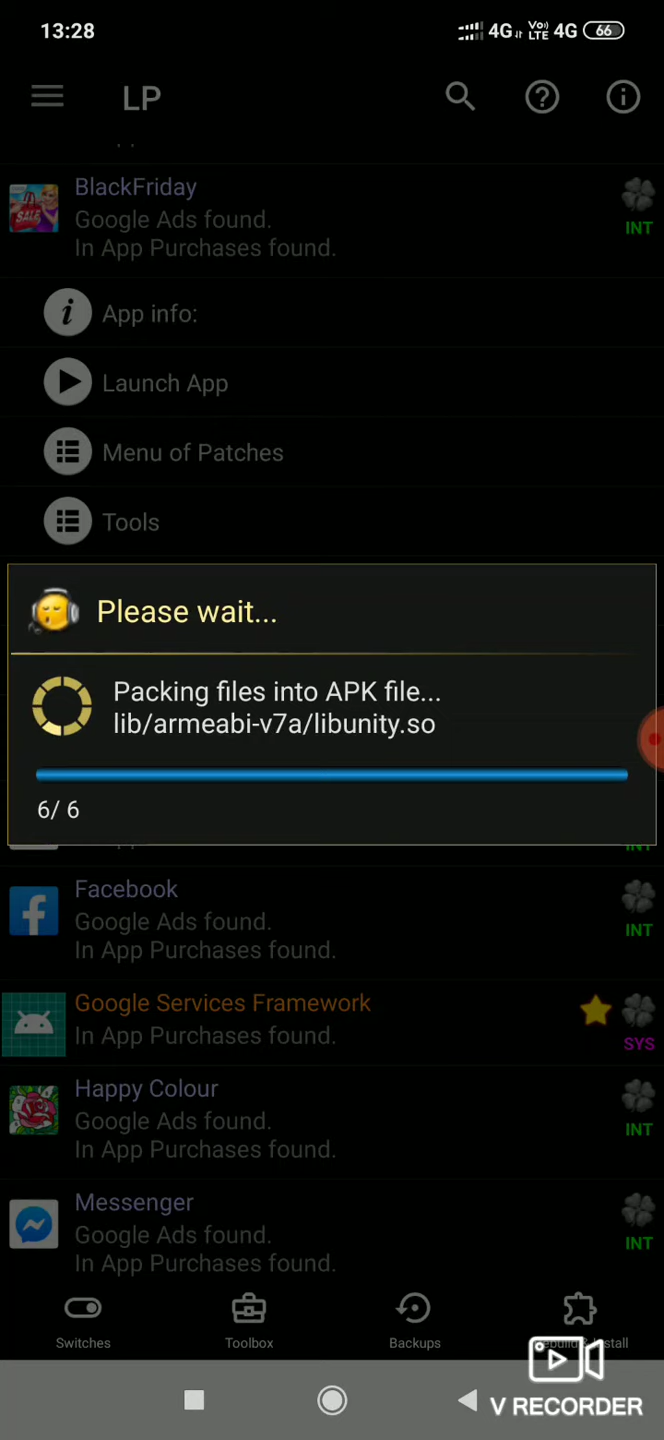 13:28
4G VoLTE 4G 66
LP
BlackFriday
Google Ads found.
In App Purchases found.
INT
App info:
Launch App
Menu of Patches
Tools
Please wait...
Packing files into APK file...
lib/armeabi-v7a/libunity.so
6/ 6
INT
Facebook
Google Ads found.
In App Purchases found.
INT
Google Services Framework
In App Purchases found.
SYS
Happy Colour
Google Ads found.
In App Purchases found.
INT
Messenger
Google Ads found.
In App Purchases found.
INT
Switches
Toolbox
Backups
V RECORDER